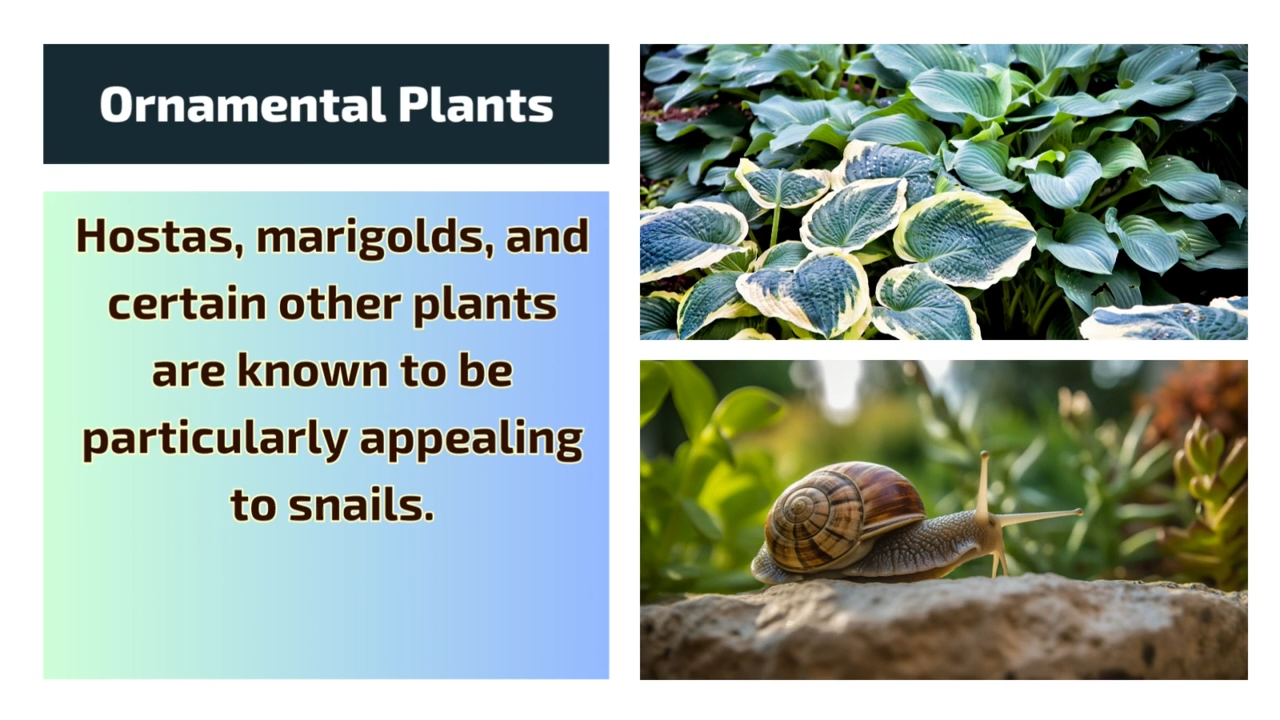 Ornamental Plants
Hostas, marigolds, and
certain other plants
are known to be
particularly appealing
to snails.